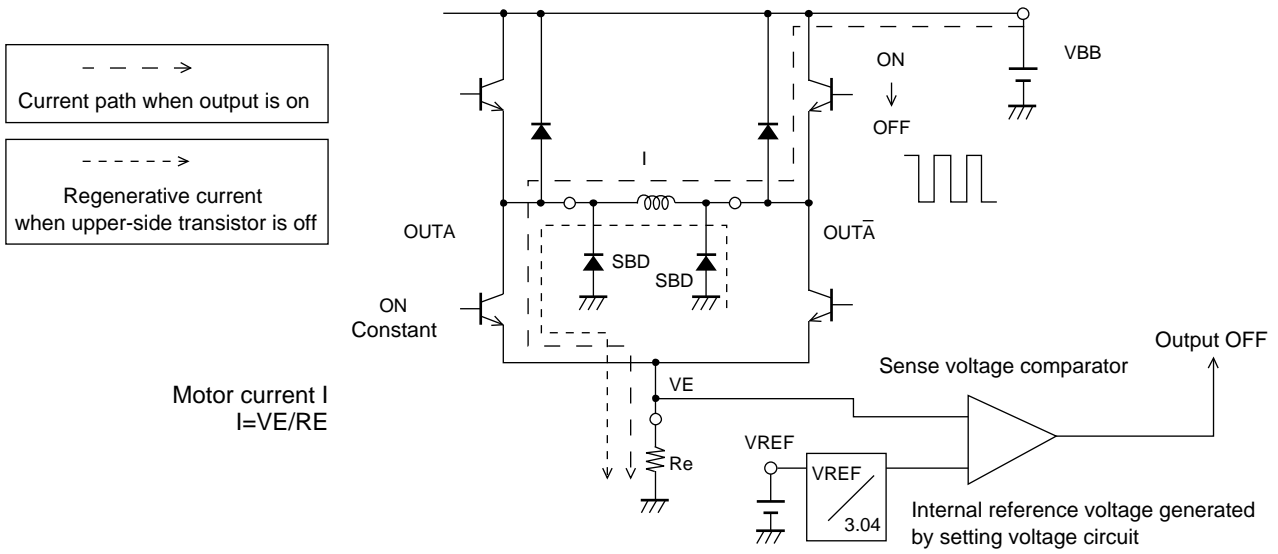 Current path when output is on
Regenerative current
when upper-side transistor is off
VBB
ON
OFF
I
OUTA
OUTA̅
SBD
SBD
ON
Constant
Motor current I
I=VE/RE
VE
Re
Sense voltage comparator
Output OFF
VREF
VREF
3.04
Internal reference voltage generated
by setting voltage circuit